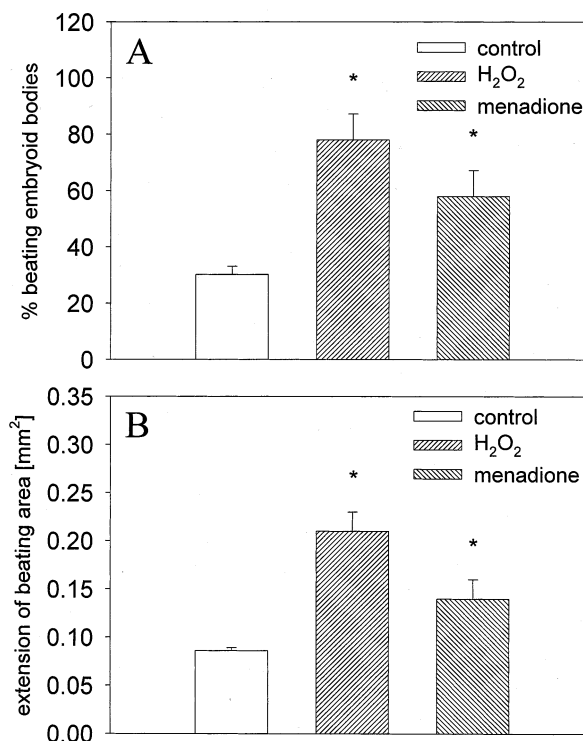 A
% beating embryoid bodies
120
100
80
60
40
20
0
control
H₂O₂
menadione
*
*
B
extension of beating area [mm²]
0.35
0.30
0.25
0.20
0.15
0.10
0.05
0.00
control
H₂O₂
menadione
*
*